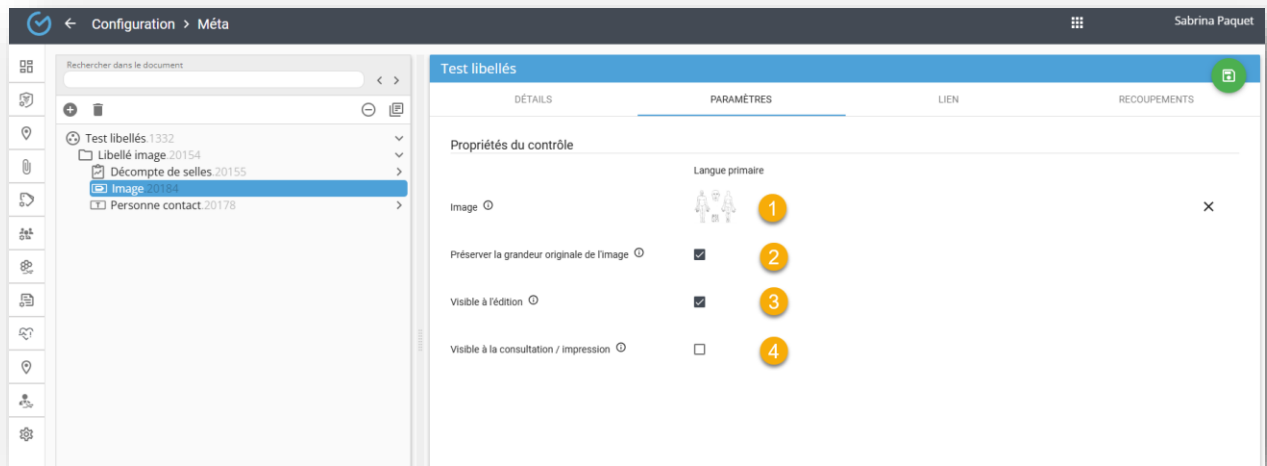 Configuration > Méta
Sabrina Paquet
Rechercher dans le document
Test libellés.1332
Libellé image.20154
Décompte de selles.20155
Image.20184
Personne contact.20178
Test libellés
DÉTAILS PARAMÈTRES LIEN RECOUPEMENTS
Propriétés du contrôle
Langue primaire
Image 1
Préserver la grandeur originale de l'image 2
Visible à l'édition 3
Visible à la consultation / impression 4